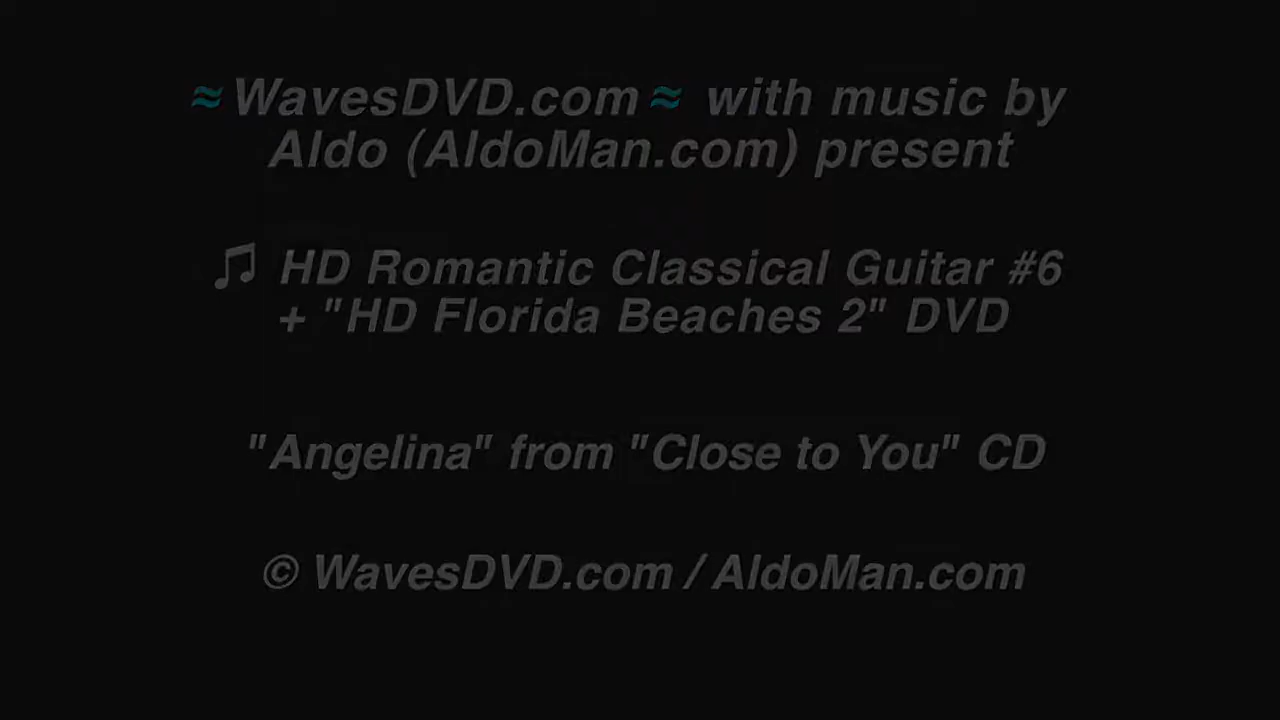 ≈WavesDVD.com≈ with music by
Aldo (AldoMan.com) present
♫ HD Romantic Classical Guitar #6
+ "HD Florida Beaches 2" DVD
"Angelina" from "Close to You" CD
© WavesDVD.com / AldoMan.com